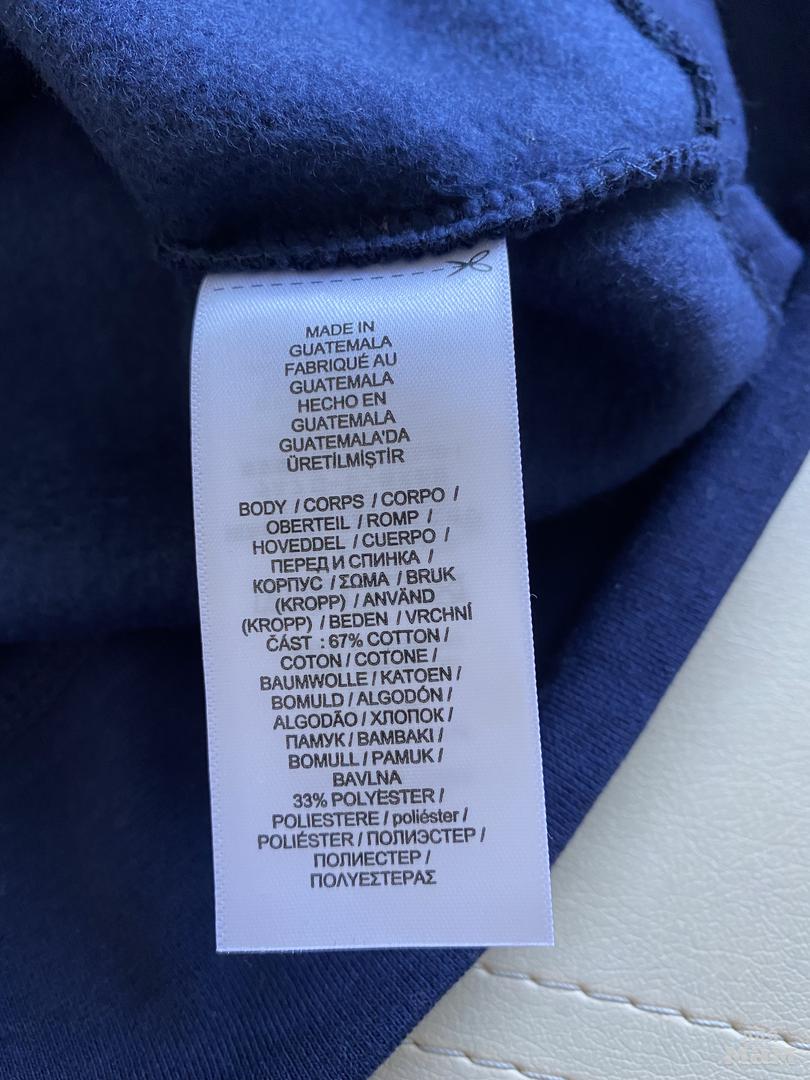 MADE IN
GUATEMALA
FABRIQUÉ AU
GUATEMALA
HECHO EN
GUATEMALA
GUATEMALA'DA
ÜRETİLMİŞTİR
BODY / CORPS / CORPO /
OBERTEIL / ROMP /
HOVEDDEL / CUERPO /
ПЕРЕД И СПИНКА /
КОРПУС / ΣΩΜΑ / BRUK
(KROPP) / ANVÄND
(KROPP) / BEDEN / VRCHNÍ
ČÁST : 67% COTTON /
COTON / COTONE /
BAUMWOLLE / KATOEN /
BOMULD / ALGODÓN /
ALGODÃO / ХЛОПОК /
ПАМУК / ΒΑΜΒΑΚΙ /
BOMULL / PAMUK /
BAVLNA
33% POLYESTER /
POLIESTERE / poliéster /
POLIÉSTER / ПОЛИЭСТЕР /
ПОЛИЕСТЕР /
ΠΟΛΥΕΣΤΕΡΑΣ